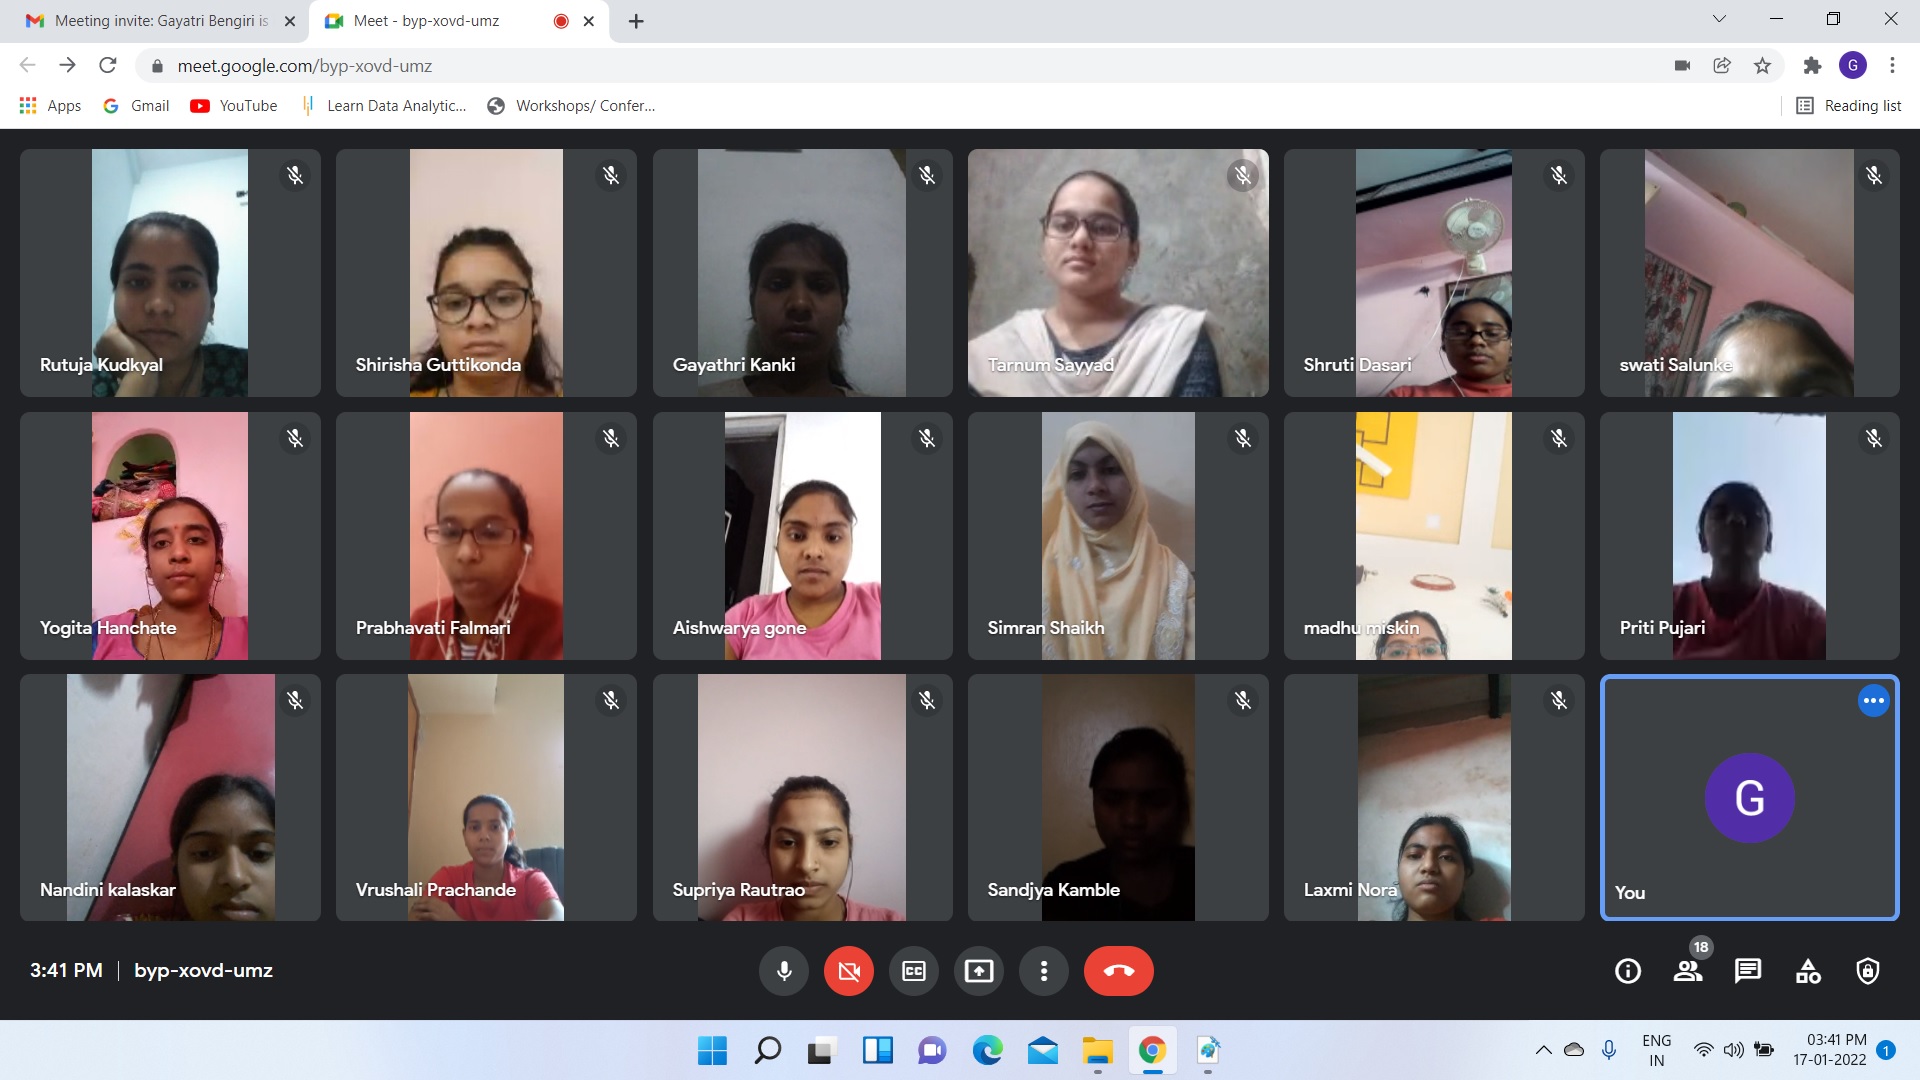 Meeting invite: Gayatri Bengiri is
Meet - byp-xovd-umz
meet.google.com/byp-xovd-umz
G
Apps
Gmail
YouTube
Learn Data Analytic...
Workshops/ Confer...
Reading list
Rutuja Kudkyal
Shirisha Guttikonda
Gayathri Kanki
Tarnum Sayyad
Shruti Dasari
swati Salunke
Yogita Hanchate
Prabhavati Falmari
Aishwarya gone
Simran Shaikh
madhu miskin
Priti Pujari
Nandini kalaskar
Vrushali Prachande
Supriya Rautrao
Sandjya Kamble
Laxmi Nora
G
You
3:41 PM | byp-xovd-umz
CC
18
ENG
IN
03:41 PM
17-01-2022
1